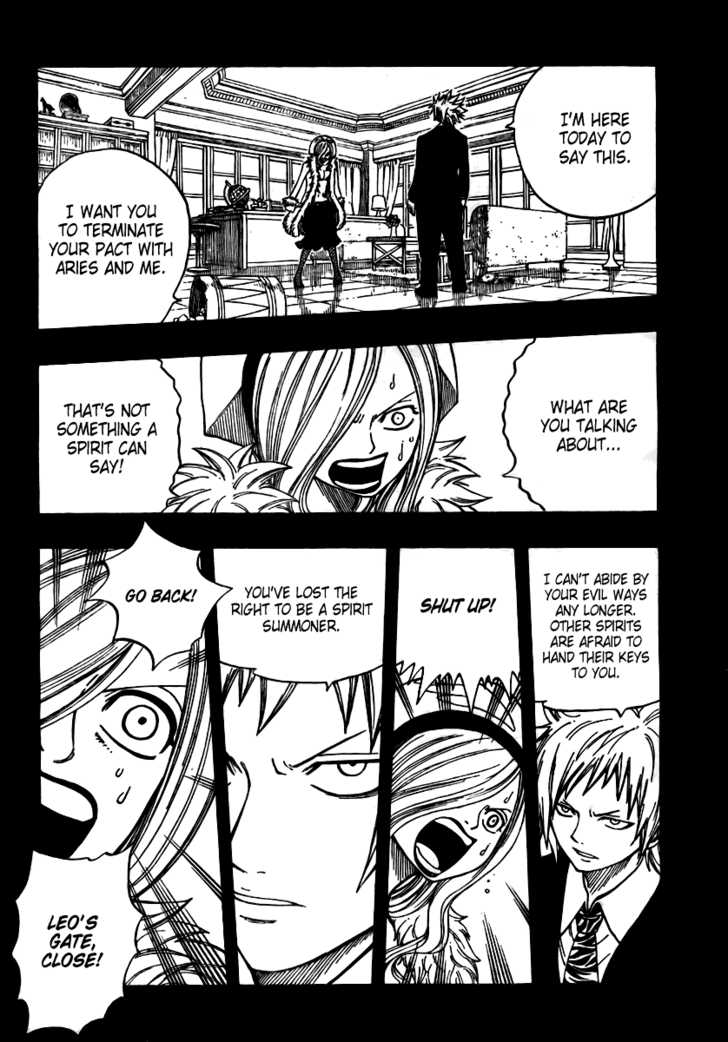 I'M HERE
TODAY TO
SAY THIS.
I WANT YOU
TO TERMINATE
YOUR PACT WITH
ARIES AND ME.
WHAT ARE
YOU TALKING
ABOUT...
THAT'S NOT
SOMETHING A
SPIRIT CAN
SAY!
I CAN'T ABIDE BY
YOUR EVIL WAYS
ANY LONGER.
OTHER SPIRITS
ARE AFRAID TO
HAND THEIR KEYS
TO YOU.
SHUT UP!
YOU'VE LOST THE
RIGHT TO BE A SPIRIT
SUMMONER.
GO BACK!
LEO'S
GATE,
CLOSE!